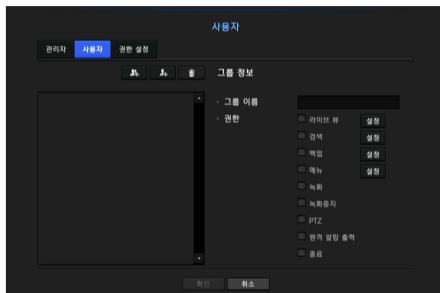 사용자
관리자 사용자 권한 설정
그룹 정보
· 그룹 이름
· 권한
라이브 뷰 설정
검색 설정
백업 설정
메뉴 설정
녹화
녹화중지
PTZ
원격 알람 출력
종료
확인 취소